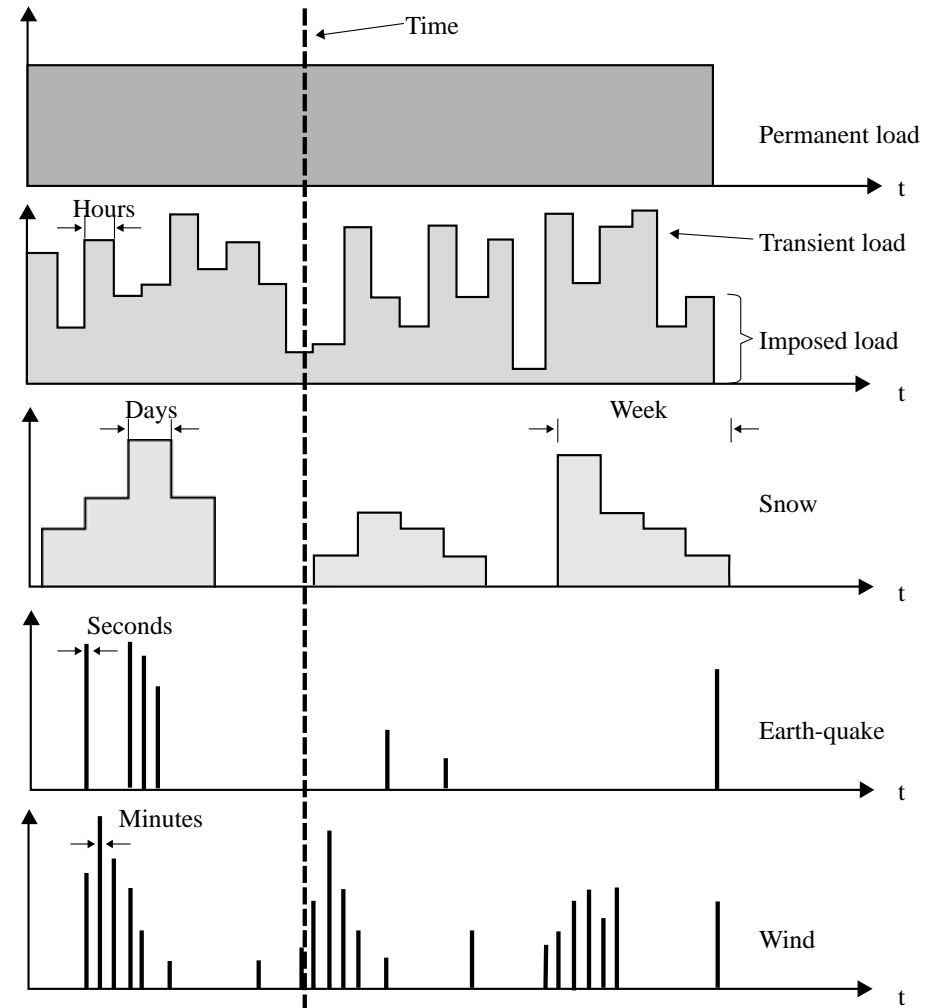 Time
Permanent load
t
Hours
Transient load
Imposed load
t
Days
Week
Snow
t
Seconds
Earth-quake
t
Minutes
Wind
t